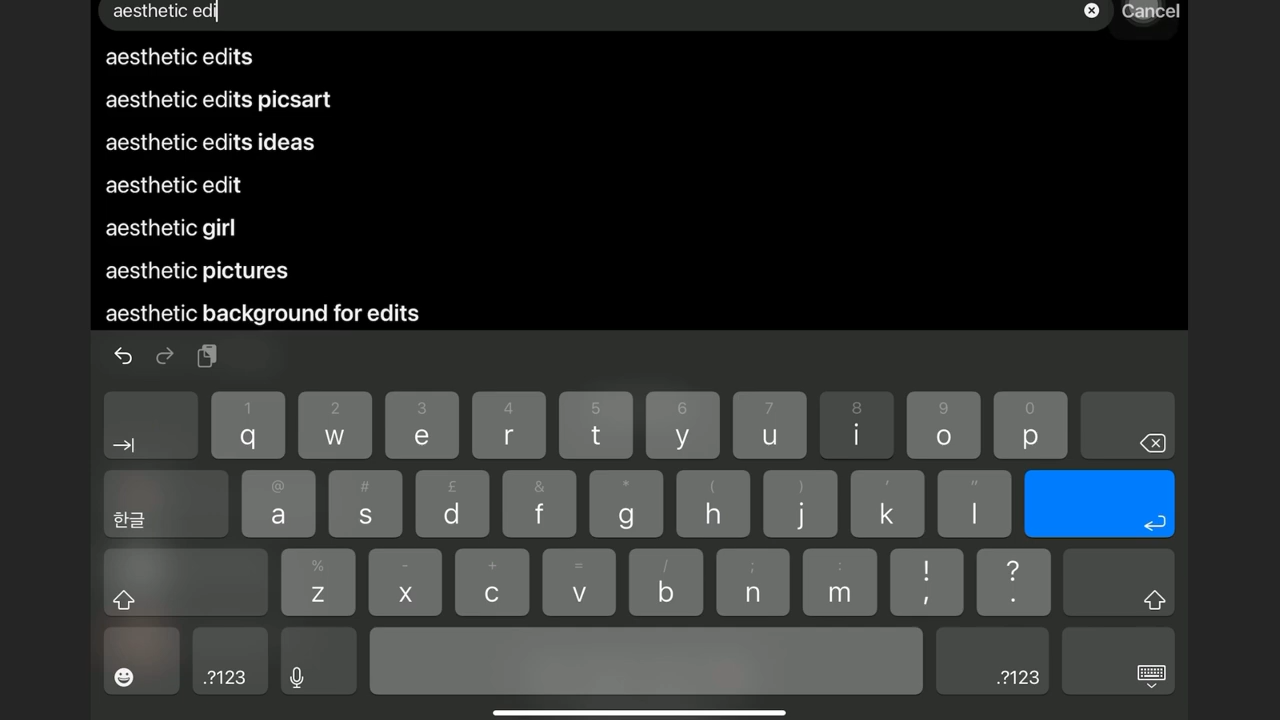 aesthetic edi
Cancel
aesthetic edits
aesthetic edits picsart
aesthetic edits ideas
aesthetic edit
aesthetic girl
aesthetic pictures
aesthetic background for edits
1 2 3 4 5 6 7 8 9 0
q w e r t y u i o p
@ # £ & * ( ) ' "
한글 a s d f g h j k l
% - + = / ; : ! ?
z x c v b n m , .
.?123 .?123